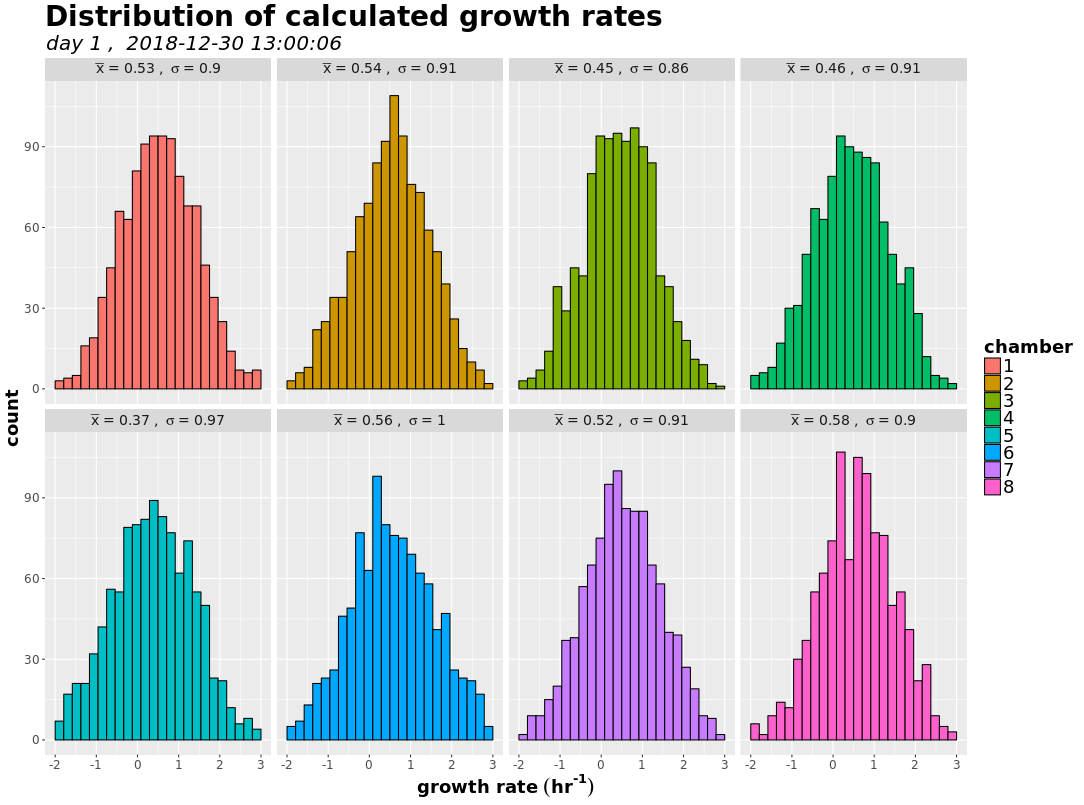 Distribution of calculated growth rates
day 1 ,  2018-12-30 13:00:06
x̅ = 0.53 ,  σ = 0.9
x̅ = 0.54 ,  σ = 0.91
x̅ = 0.45 ,  σ = 0.86
x̅ = 0.46 ,  σ = 0.91
90
60
30
0
x̅ = 0.37 ,  σ = 0.97
x̅ = 0.56 ,  σ = 1
x̅ = 0.52 ,  σ = 0.91
x̅ = 0.58 ,  σ = 0.9
90
60
30
0
-2 -1 0 1 2 3
-2 -1 0 1 2 3
-2 -1 0 1 2 3
-2 -1 0 1 2 3
growth rate (hr⁻¹)
count
chamber
1
2
3
4
5
6
7
8